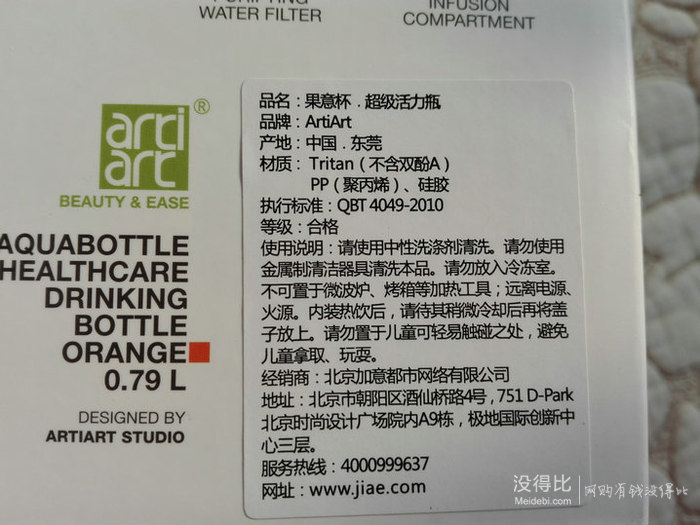 WATER FILTER
INFUSION
COMPARTMENT
arti
art
®
BEAUTY & EASE
AQUABOTTLE
HEALTHCARE
DRINKING
BOTTLE
ORANGE
0.79 L
DESIGNED BY
ARTIART STUDIO
品名：果意杯．超级活力瓶
品牌：ArtiArt
产地：中国．东莞
材质： Tritan（不含双酚A）
PP（聚丙烯）、硅胶
执行标准：QBT 4049-2010
等级：合格
使用说明：请使用中性洗涤剂清洗。请勿使用
金属制清洁器具清洗本品。请勿放入冷冻室。
不可置于微波炉、烤箱等加热工具；远离电源、
火源。内装热饮后，请待其稍微冷却后再将盖
子放上。请勿置于儿童可轻易触碰之处，避免
儿童拿取、玩耍。
经销商：北京加意都市网络有限公司
地址：北京市朝阳区酒仙桥路4号，751 D-Park
北京时尚设计广场院内A9栋，极地国际创新中
心三层。
服务热线：4000999637
网址：www.jiae.com
没得比
Meidebi.com
网购有钱没得比